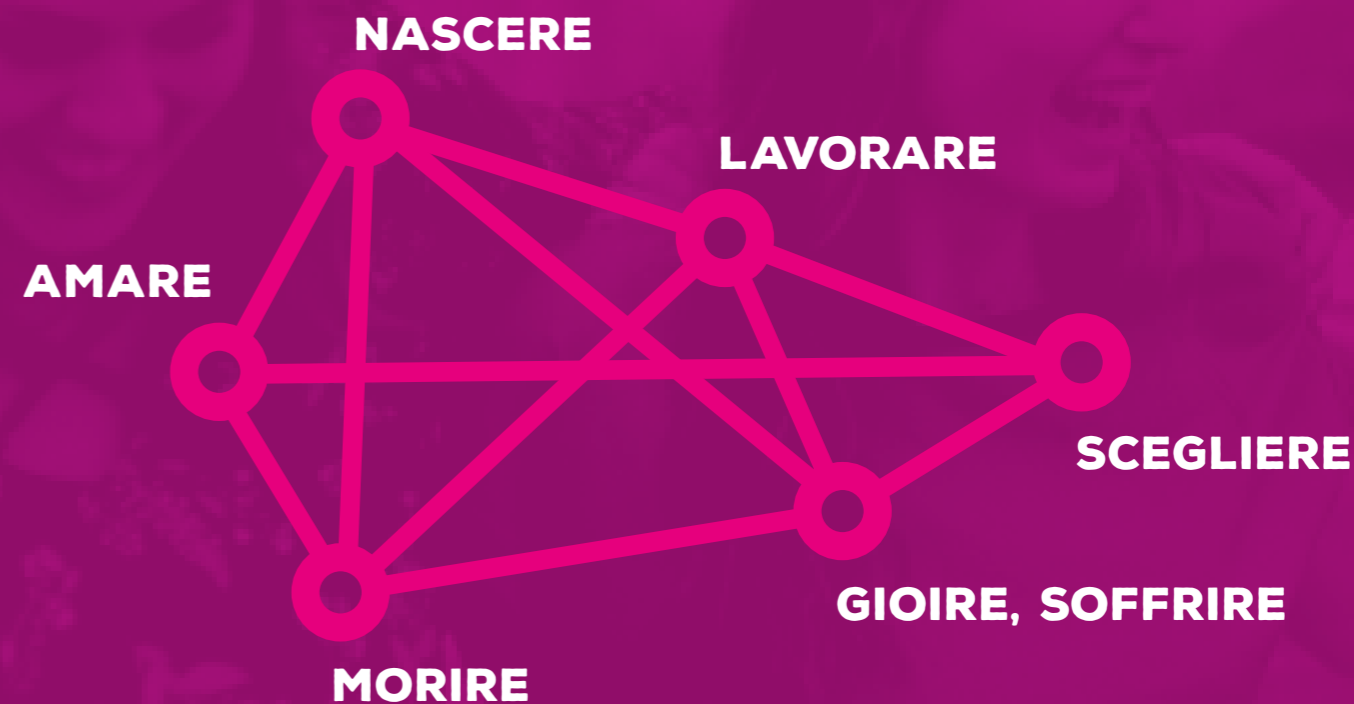 NASCERE
LAVORARE
AMARE
SCEGLIERE
GIOIRE, SOFFRIRE
MORIRE